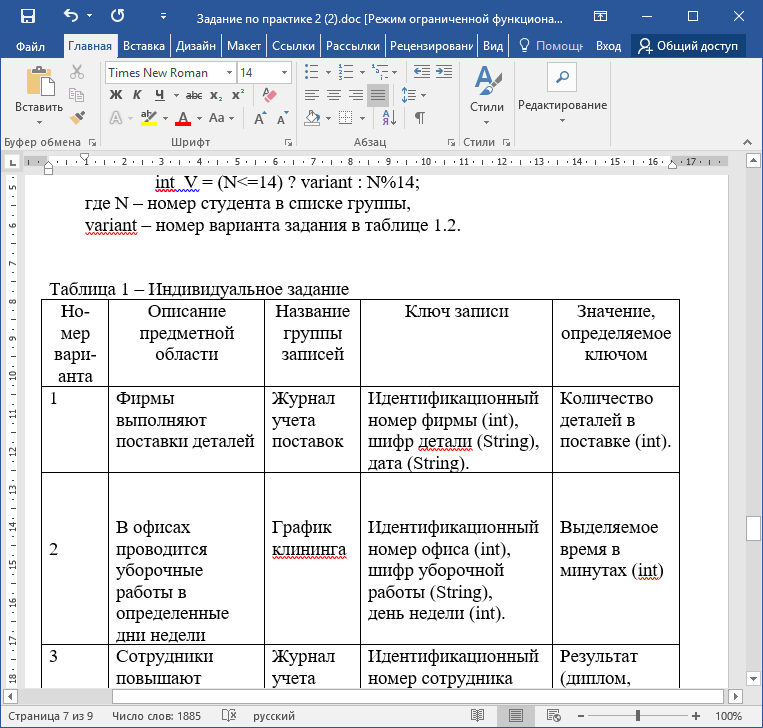 Задание по практике 2 (2).doc [Режим ограниченной функциона...
Файл Главная Вставка Дизайн Макет Ссылки Рассылки Рецензировани Вид Помощь Вход Общий доступ
Times New Roman 14
Вставить Ж К Ч abc x₂ x² Стили Редактирование
Буфер обмена Шрифт Абзац Стили
int V = (N<=14) ? variant : N%14;
где N – номер студента в списке группы,
variant – номер варианта задания в таблице 1.2.
Таблица 1 – Индивидуальное задание
Но-
мер
вари-
анта
Описание
предметной
области
Название
группы
записей
Ключ записи
Значение,
определяемое
ключом
1
Фирмы
выполняют
поставки деталей
Журнал
учета
поставок
Идентификационный
номер фирмы (int),
шифр детали (String),
дата (String).
Количество
деталей в
поставке (int).
2
В офисах
проводится
уборочные
работы в
определенные
дни недели
График
клининга
Идентификационный
номер офиса (int),
шифр уборочной
работы (String),
день недели (int).
Выделяемое
время в
минутах (int)
3
Сотрудники
повышают
Журнал
учета
Идентификационный
номер сотрудника
Результат
(диплом,
Страница 7 из 9 Число слов: 1885 русский 100%